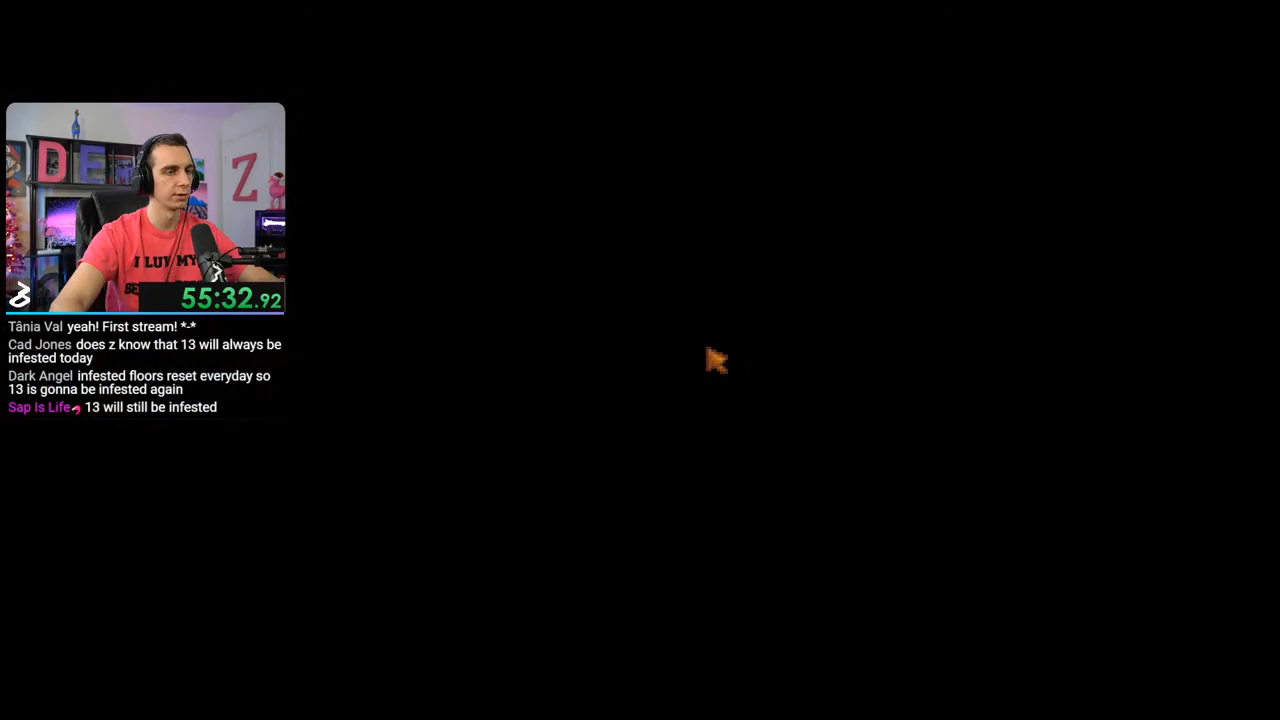 D E
Z
I LUV MY
55:32.92
Tânia Val yeah! First stream! *-*
Cad Jones does z know that 13 will always be
infested today
Dark Angel infested floors reset everyday so
13 is gonna be infested again
Sap Is Life 13 will still be infested